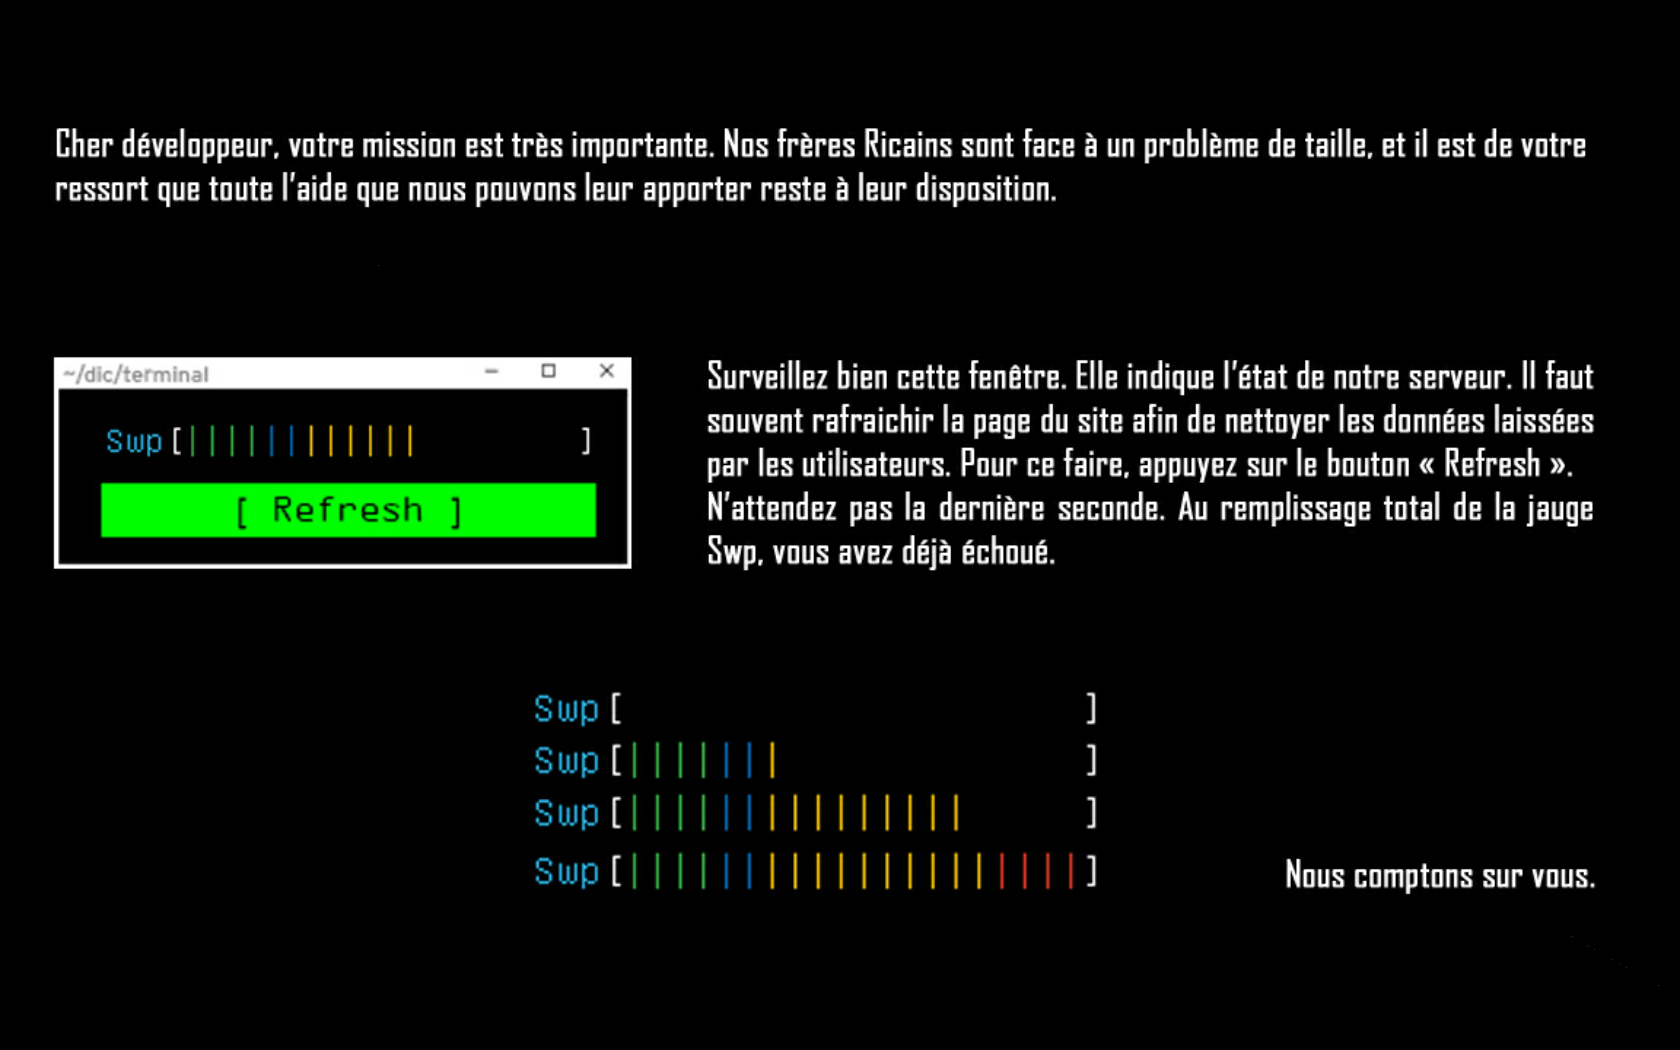 Cher développeur, votre mission est très importante. Nos frères Ricains sont face à un problème de taille, et il est de votre
ressort que toute l'aide que nous pouvons leur apporter reste à leur disposition.
~/dic/terminal
Swp[||||||||||||]
[ Refresh ]
Surveillez bien cette fenêtre. Elle indique l'état de notre serveur. Il faut
souvent rafraichir la page du site afin de nettoyer les données laissées
par les utilisateurs. Pour ce faire, appuyez sur le bouton « Refresh ».
N'attendez pas la dernière seconde. Au remplissage total de la jauge
Swp, vous avez déjà échoué.
Swp[ ]
Swp[||||||| ]
Swp[||||||||||||||| ]
Swp[||||||||||||||||||||]
Nous comptons sur vous.